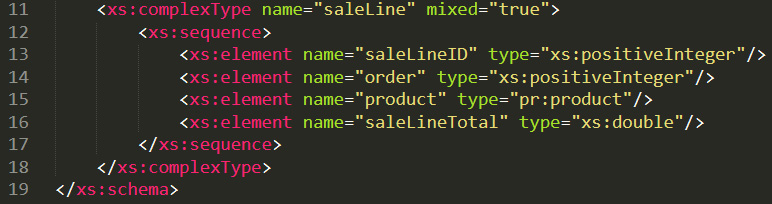 11 <xs:complexType name="saleLine" mixed="true">
12 <xs:sequence>
13 <xs:element name="saleLineID" type="xs:positiveInteger"/>
14 <xs:element name="order" type="xs:positiveInteger"/>
15 <xs:element name="product" type="pr:product"/>
16 <xs:element name="saleLineTotal" type="xs:double"/>
17 </xs:sequence>
18 </xs:complexType>
19 </xs:schema>